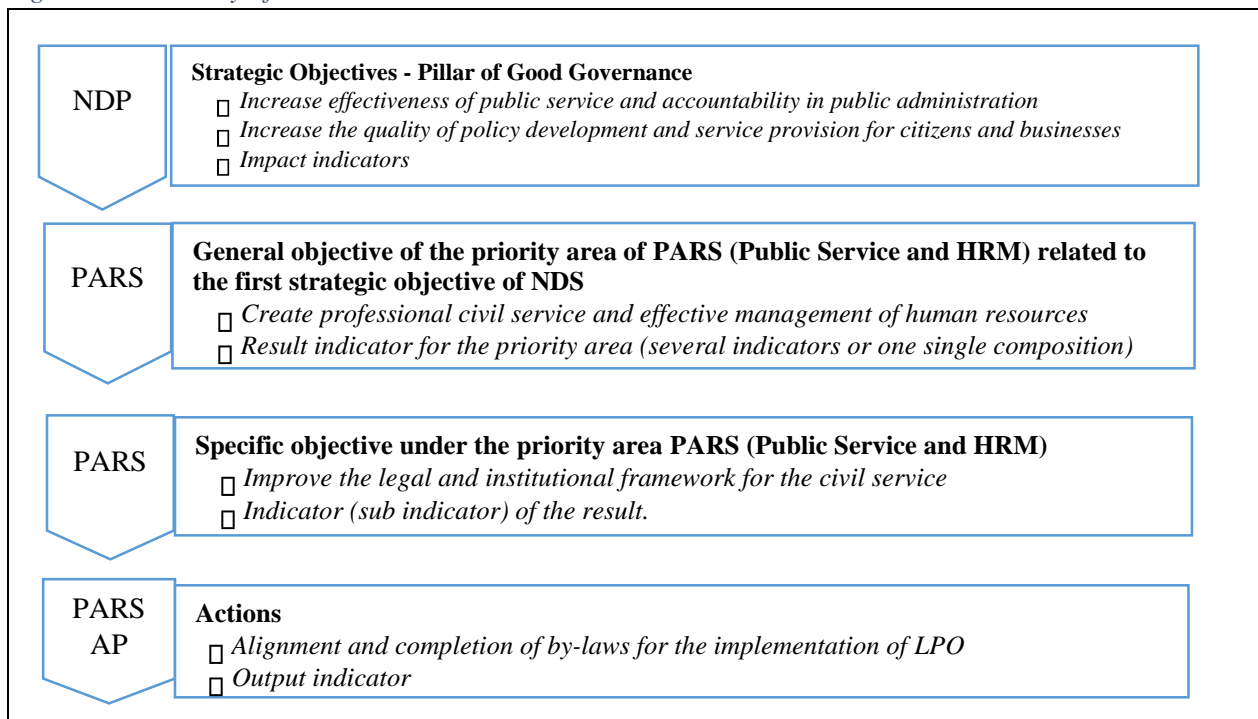 NDP
Strategic Objectives - Pillar of Good Governance
Increase effectiveness of public service and accountability in public administration
Increase the quality of policy development and service provision for citizens and businesses
Impact indicators
PARS
General objective of the priority area of PARS (Public Service and HRM) related to
the first strategic objective of NDS
Create professional civil service and effective management of human resources
Result indicator for the priority area (several indicators or one single composition)
PARS
Specific objective under the priority area PARS (Public Service and HRM)
Improve the legal and institutional framework for the civil service
Indicator (sub indicator) of the result.
PARS
AP
Actions
Alignment and completion of by-laws for the implementation of LPO
Output indicator